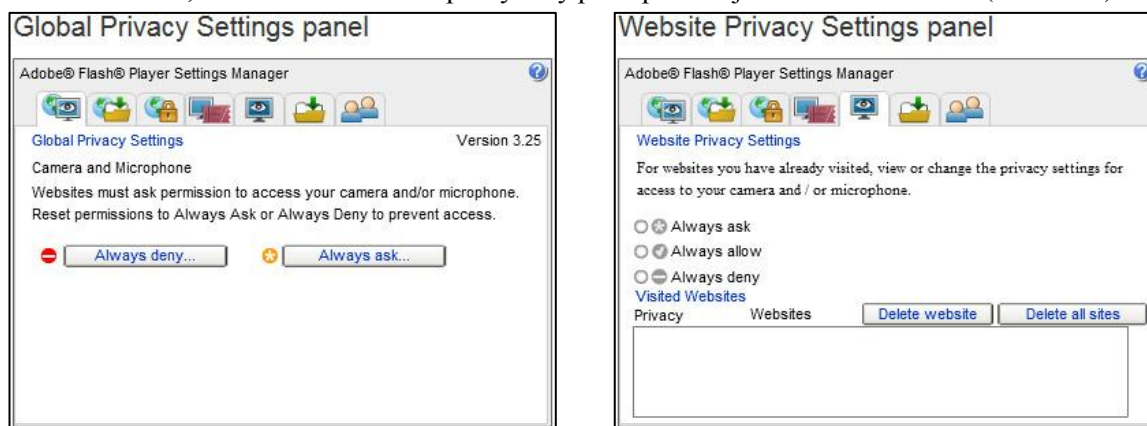 Global Privacy Settings panel
Adobe® Flash® Player Settings Manager
Global Privacy Settings Version 3.25
Camera and Microphone
Websites must ask permission to access your camera and/or microphone.
Reset permissions to Always Ask or Always Deny to prevent access.
Always deny... Always ask...
Website Privacy Settings panel
Adobe® Flash® Player Settings Manager
Website Privacy Settings
For websites you have already visited, view or change the privacy settings for
access to your camera and / or microphone.
Always ask
Always allow
Always deny
Visited Websites
Privacy Websites Delete website Delete all sites